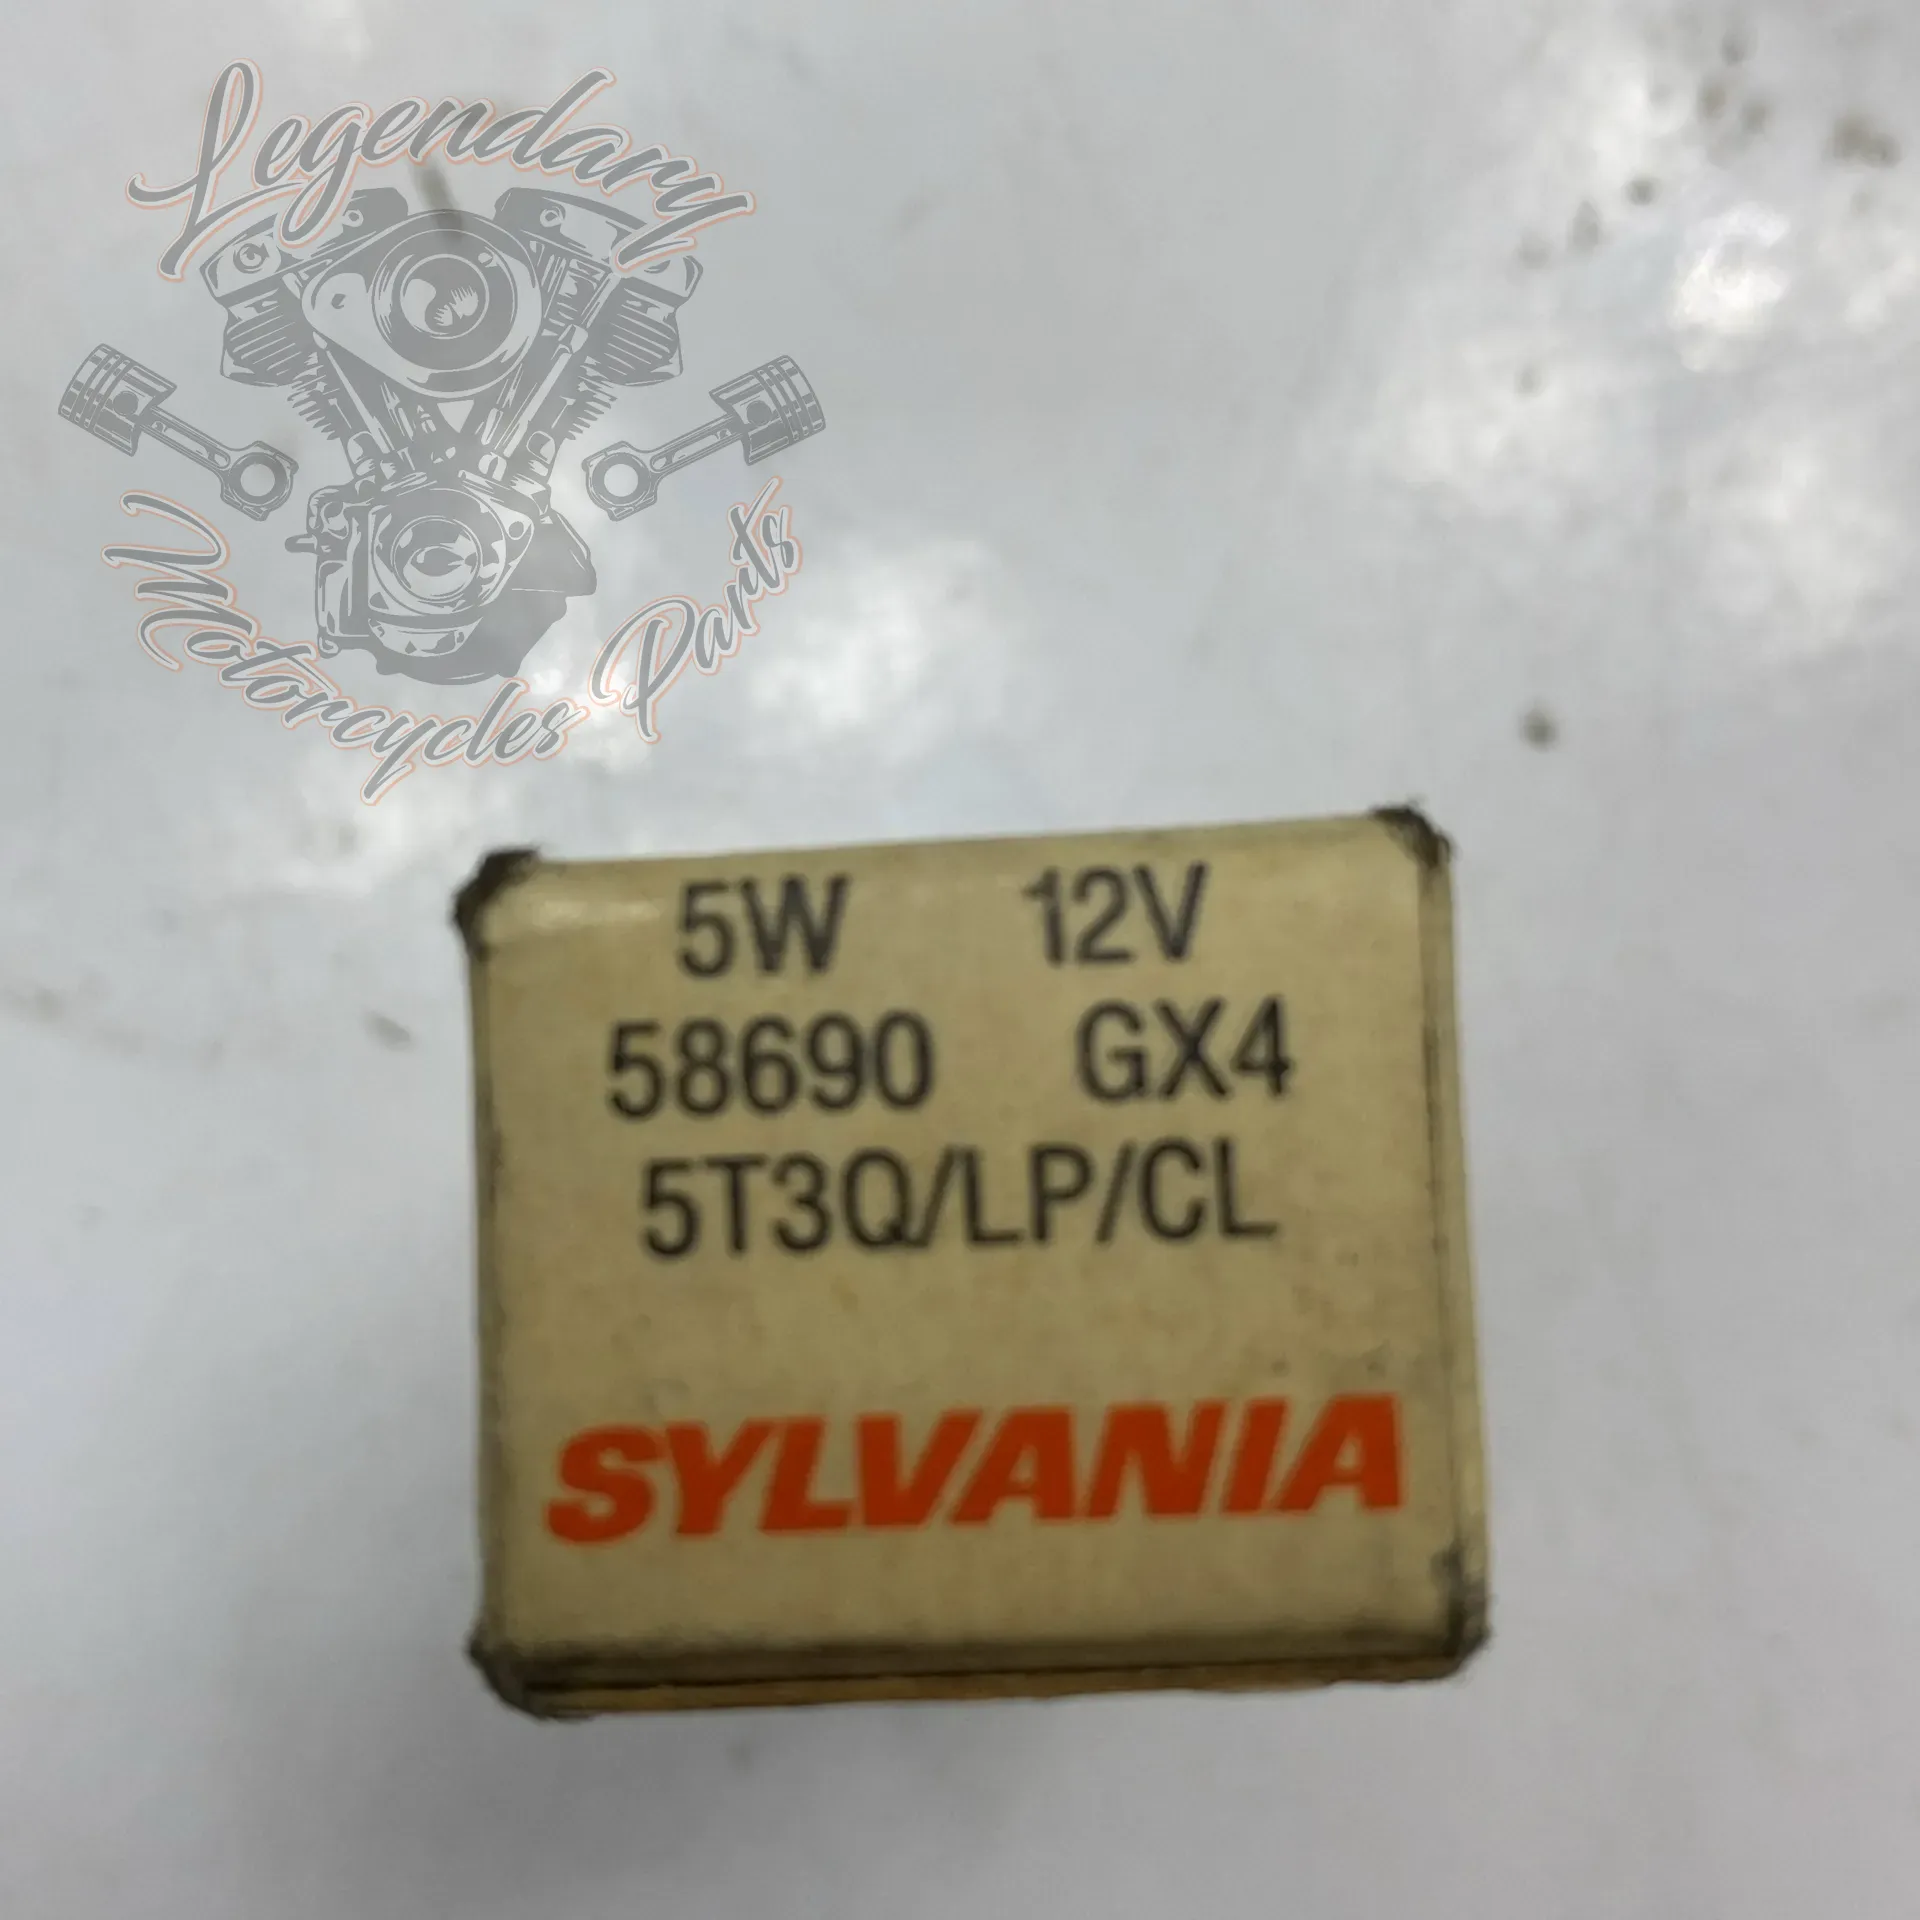 Legendary
Motorcycles Parts
5W 12V
58690 GX4
5T3Q/LP/CL
SYLVANIA